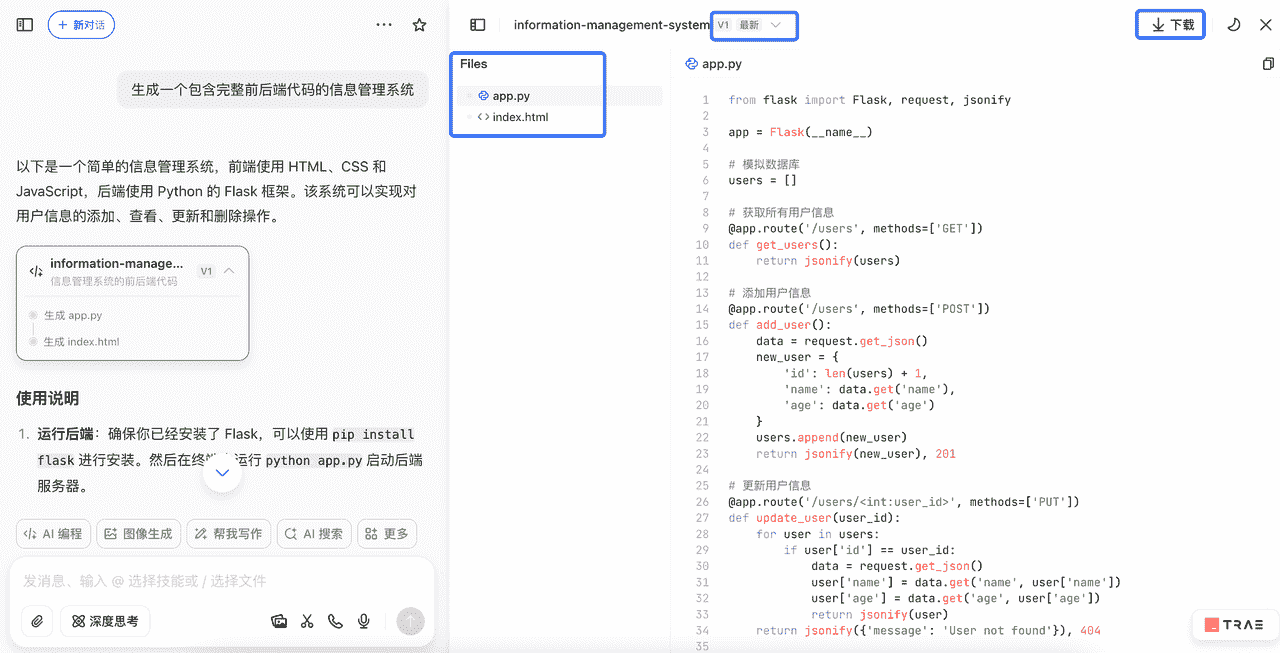 新对话
生成一个包含完整前后端代码的信息管理系统
以下是一个简单的信息管理系统，前端使用 HTML、CSS 和
JavaScript，后端使用 Python 的 Flask 框架。该系统可以实现对
用户信息的添加、查看、更新和删除操作。
information-manage... V1
信息管理系统的前后端代码
生成 app.py
生成 index.html
使用说明
1. 运行后端：确保你已经安装了 Flask，可以使用 pip install
flask 进行安装。然后在终 运行 python app.py 启动后端
服务器。
AI 编程 图像生成 帮我写作 AI 搜索 更多
发消息、输入 @ 选择技能或 / 选择文件
深度思考
information-management-system V1 最新 下载
Files
app.py
index.html
app.py
1 from flask import Flask, request, jsonify
2
3 app = Flask(__name__)
4
5 # 模拟数据库
6 users = []
7
8 # 获取所有用户信息
9 @app.route('/users', methods=['GET'])
10 def get_users():
11 return jsonify(users)
12
13 # 添加用户信息
14 @app.route('/users', methods=['POST'])
15 def add_user():
16 data = request.get_json()
17 new_user = {
18 'id': len(users) + 1,
19 'name': data.get('name'),
20 'age': data.get('age')
21 }
22 users.append(new_user)
23 return jsonify(new_user), 201
24
25 # 更新用户信息
26 @app.route('/users/<int:user_id>', methods=['PUT'])
27 def update_user(user_id):
28 for user in users:
29 if user['id'] == user_id:
30 data = request.get_json()
31 user['name'] = data.get('name', user['name'])
32 user['age'] = data.get('age', user['age'])
33 return jsonify(user)
34 return jsonify({'message': 'User not found'}), 404
35
TRAE